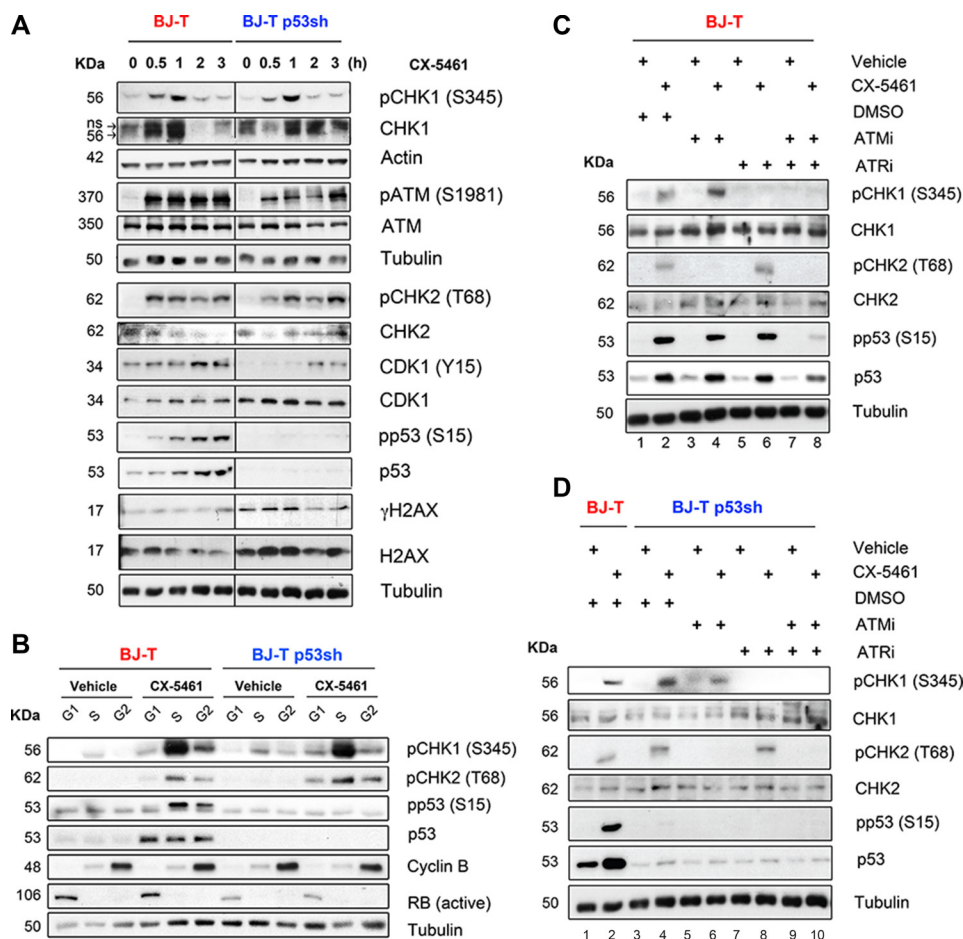 A
BJ-T BJ-T p53sh
KDa 0 0.5 1 2 3 0 0.5 1 2 3 (h) CX-5461
56 pCHK1 (S345)
ns
56 CHK1
42 Actin
370 pATM (S1981)
350 ATM
50 Tubulin
62 pCHK2 (T68)
62 CHK2
34 CDK1 (Y15)
34 CDK1
53 pp53 (S15)
53 p53
17 γH2AX
17 H2AX
50 Tubulin
B
BJ-T BJ-T p53sh
Vehicle CX-5461 Vehicle CX-5461
KDa G1 S G2 G1 S G2 G1 S G2 G1 S G2
56 pCHK1 (S345)
62 pCHK2 (T68)
53 pp53 (S15)
53 p53
48 Cyclin B
106 RB (active)
50 Tubulin
C
BJ-T
+ + + + Vehicle
+ + + + CX-5461
+ + DMSO
+ + + + ATMi
KDa + + + + ATRi
56 pCHK1 (S345)
56 CHK1
62 pCHK2 (T68)
62 CHK2
53 pp53 (S15)
53 p53
50 Tubulin
1 2 3 4 5 6 7 8
D
BJ-T BJ-T p53sh
+ + + + + Vehicle
+ + + + + CX-5461
+ + + + DMSO
+ + + + ATMi
KDa + + + + ATRi
56 pCHK1 (S345)
56 CHK1
62 pCHK2 (T68)
62 CHK2
53 pp53 (S15)
53 p53
50 Tubulin
1 2 3 4 5 6 7 8 9 10